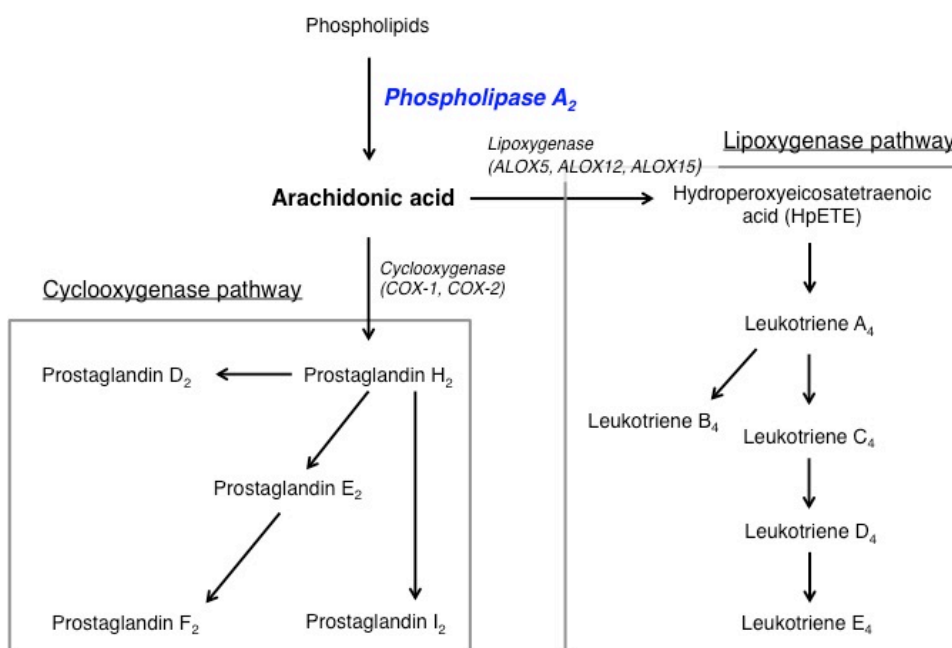 Phospholipids
Phospholipase A₂
Lipoxygenase
(ALOX5, ALOX12, ALOX15)
Lipoxygenase pathway
Arachidonic acid
Hydroperoxyeicosatetraenoic
acid (HpETE)
Cyclooxygenase
(COX-1, COX-2)
Cyclooxygenase pathway
Leukotriene A₄
Prostaglandin D₂
Prostaglandin H₂
Leukotriene B₄
Leukotriene C₄
Prostaglandin E₂
Leukotriene D₄
Prostaglandin F₂
Prostaglandin I₂
Leukotriene E₄